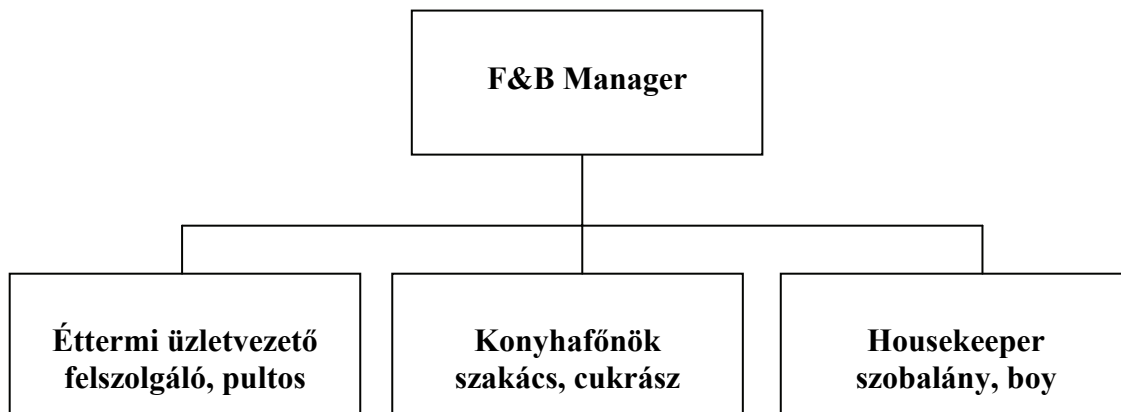 F&B Manager
Éttermi üzletvezető
felszolgáló, pultos
Konyhafőnök
szakács, cukrász
Housekeeper
szobalány, boy